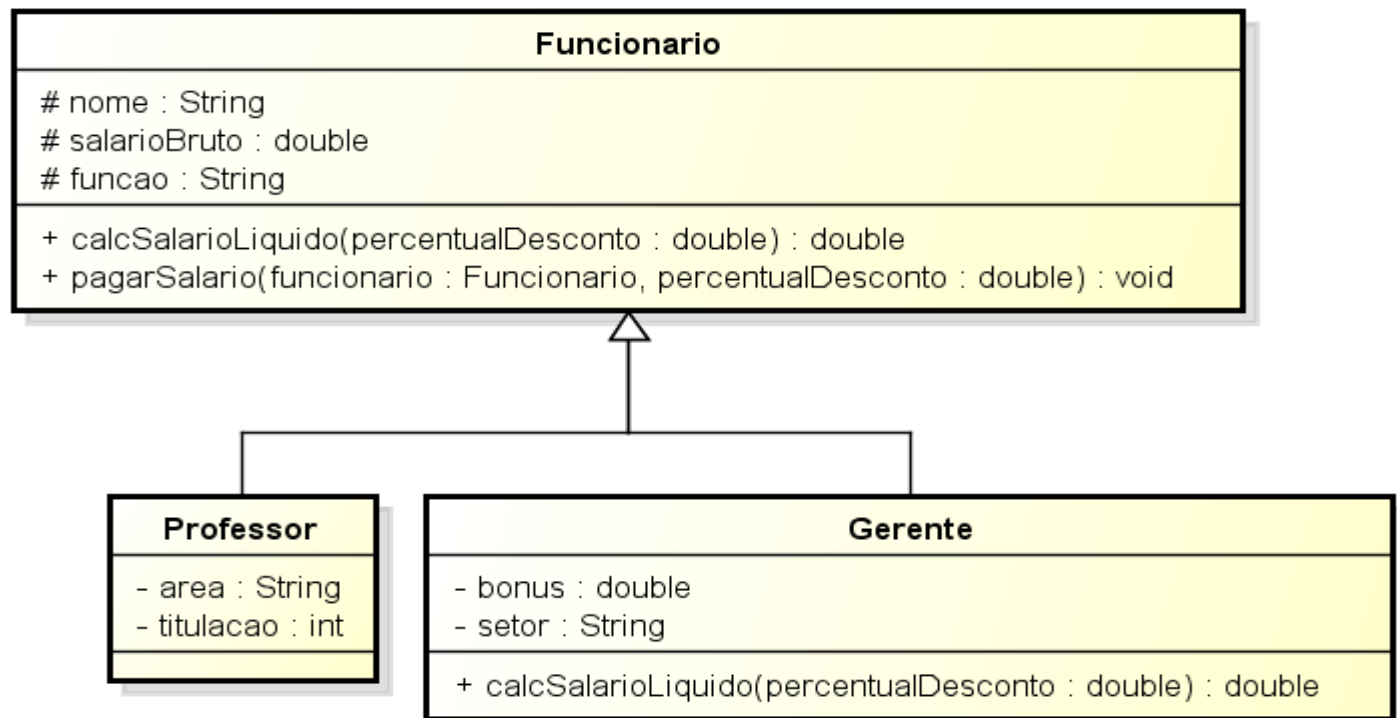 Funcionario
# nome : String
# salarioBruto : double
# funcao : String
+ calcSalarioLiquido(percentualDesconto : double) : double
+ pagarSalario(funcionario : Funcionario, percentualDesconto : double) : void
Professor
- area : String
- titulacao : int
Gerente
- bonus : double
- setor : String
+ calcSalarioLiquido(percentualDesconto : double) : double